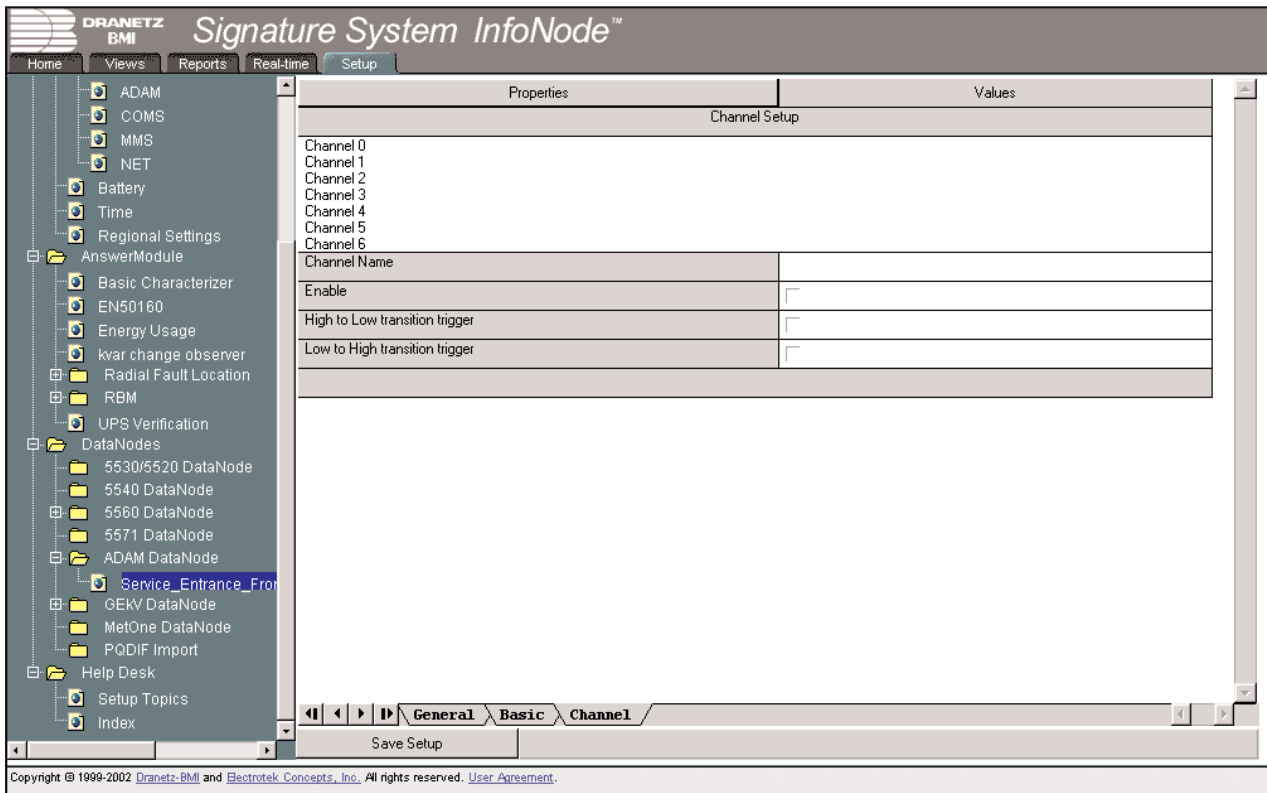 DRANETZ
BMI
Signature System InfoNode™
Home Views Reports Real-time Setup
ADAM
COMS
MMS
NET
Battery
Time
Regional Settings
AnswerModule
Basic Characterizer
EN50160
Energy Usage
kvar change observer
Radial Fault Location
RBM
UPS Verification
DataNodes
5530/5520 DataNode
5540 DataNode
5560 DataNode
5571 DataNode
ADAM DataNode
Service_Entrance_Fror
GEkV DataNode
MetOne DataNode
PQDIF Import
Help Desk
Setup Topics
Index
Properties Values
Channel Setup
Channel 0
Channel 1
Channel 2
Channel 3
Channel 4
Channel 5
Channel 6
Channel Name
Enable
High to Low transition trigger
Low to High transition trigger
General Basic Channel
Save Setup
Copyright © 1999-2002 Dranetz-BMI and Electrotek Concepts, Inc. All rights reserved. User Agreement.